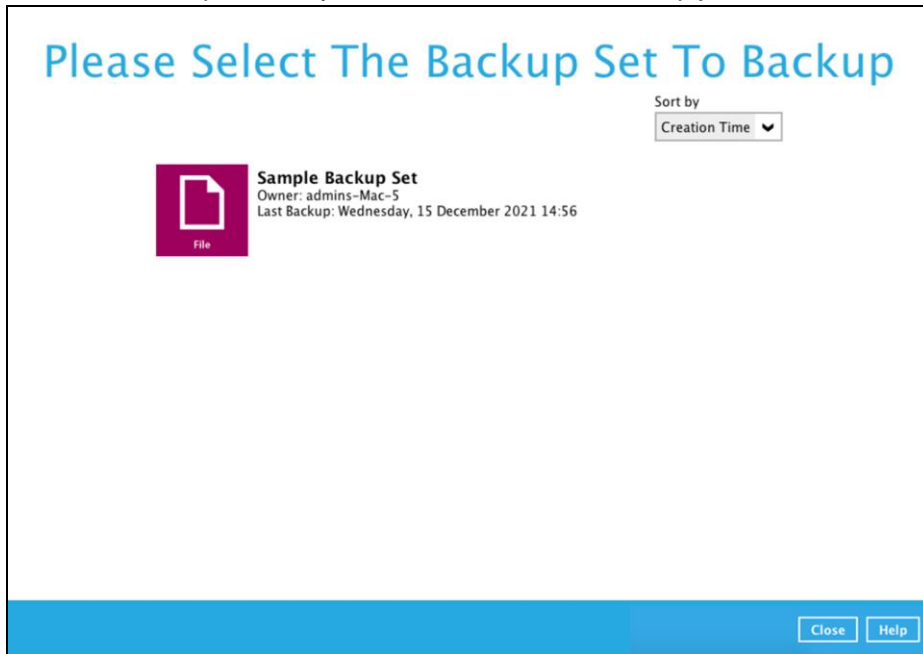 Please Select The Backup Set To Backup
Sort by
Creation Time
Sample Backup Set
Owner: admins-Mac-5
Last Backup: Wednesday, 15 December 2021 14:56
File
Close Help